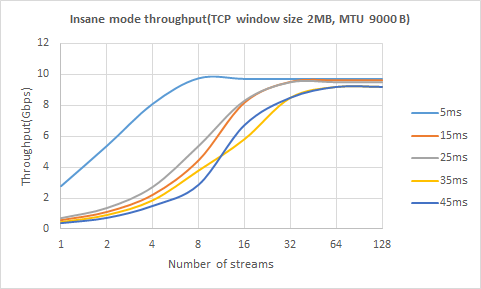 Insane mode throughput(TCP window size 2MB, MTU 9000 B)
12
10
8
6
4
2
0
Throughput(Gbps)
1 2 4 8 16 32 64 128
Number of streams
5ms
15ms
25ms
35ms
45ms